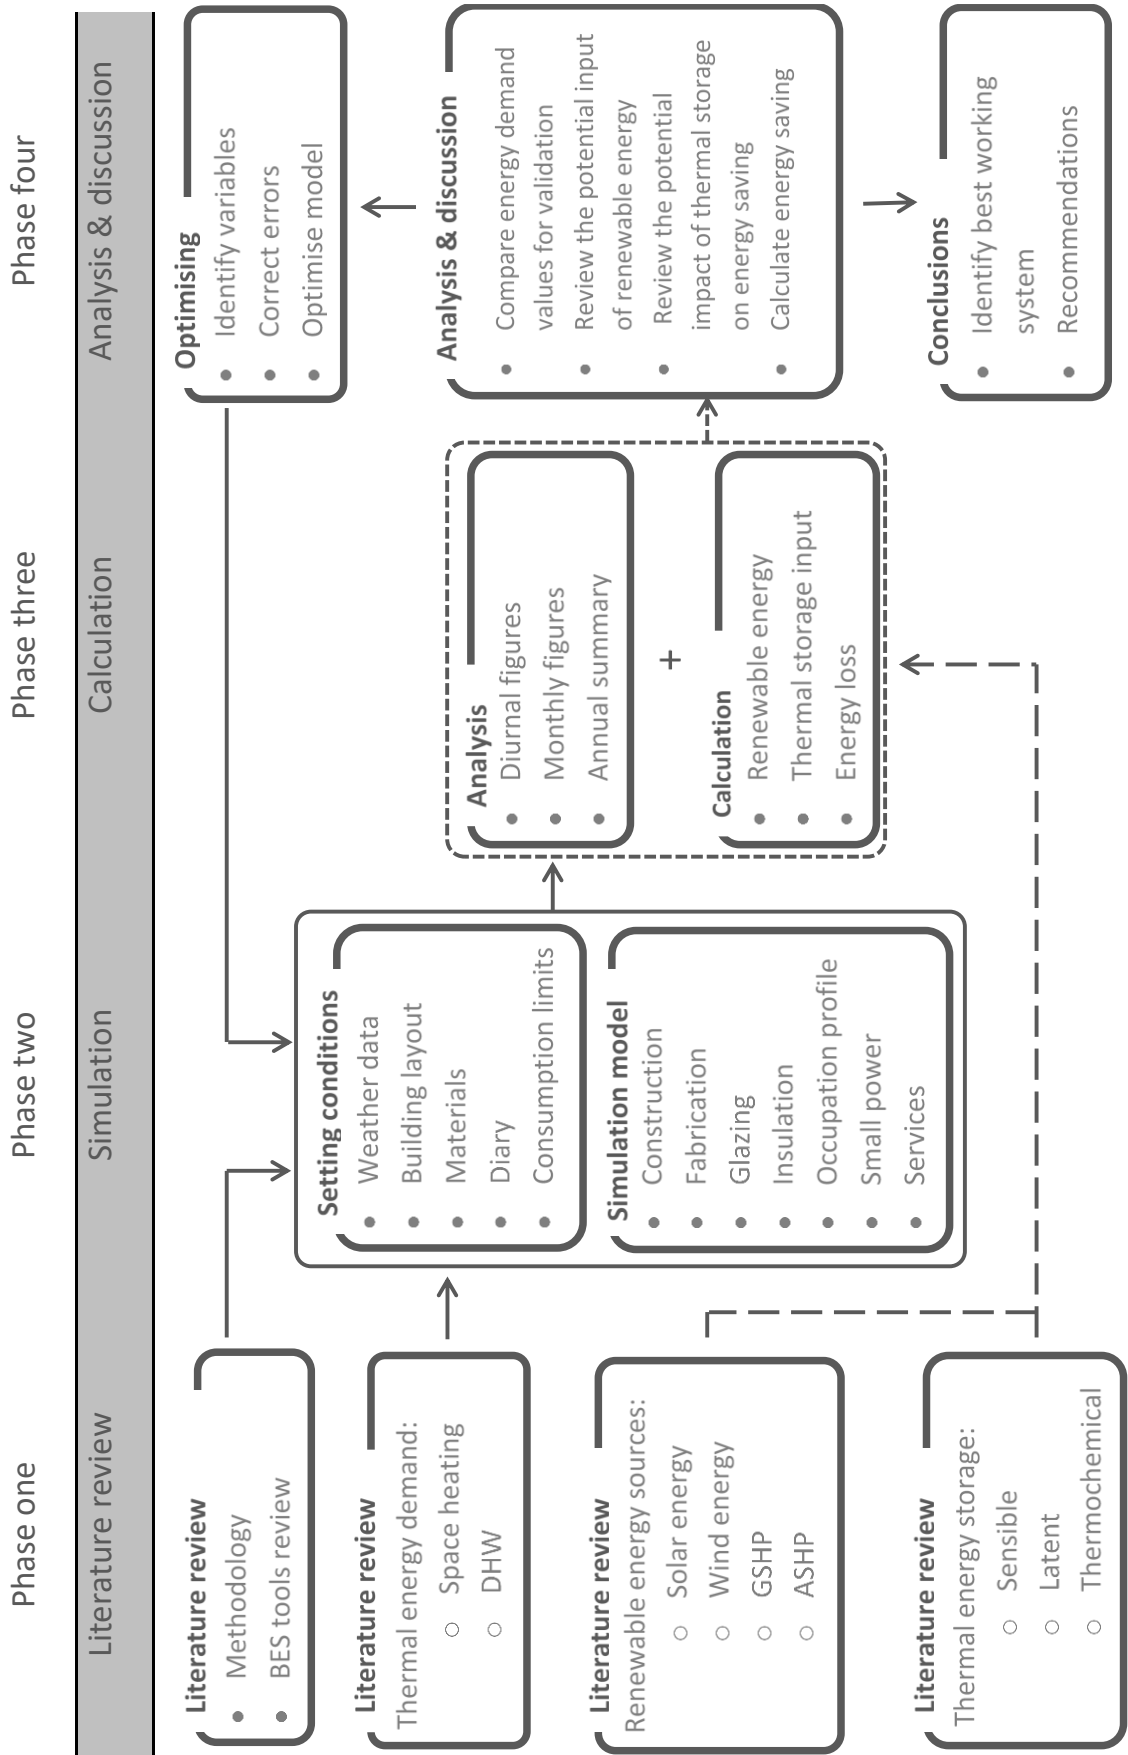 Phase one
Phase two
Phase three
Phase four
Literature review
Simulation
Calculation
Analysis & discussion
Literature review
• Methodology
• BES tools review
Literature review
Thermal energy demand:
○ Space heating
○ DHW
Literature review
Renewable energy sources:
○ Solar energy
○ Wind energy
○ GSHP
○ ASHP
Literature review
Thermal energy storage:
○ Sensible
○ Latent
○ Thermochemical
Setting conditions
• Weather data
• Building layout
• Materials
• Diary
• Consumption limits
Simulation model
• Construction
• Fabrication
• Glazing
• Insulation
• Occupation profile
• Small power
• Services
Analysis
• Diurnal figures
• Monthly figures
• Annual summary
+
Calculation
• Renewable energy
• Thermal storage input
• Energy loss
Optimising
• Identify variables
• Correct errors
• Optimise model
Analysis & discussion
• Compare energy demand
values for validation
• Review the potential input
of renewable energy
• Review the potential
impact of thermal storage
on energy saving
• Calculate energy saving
Conclusions
• Identify best working
system
• Recommendations